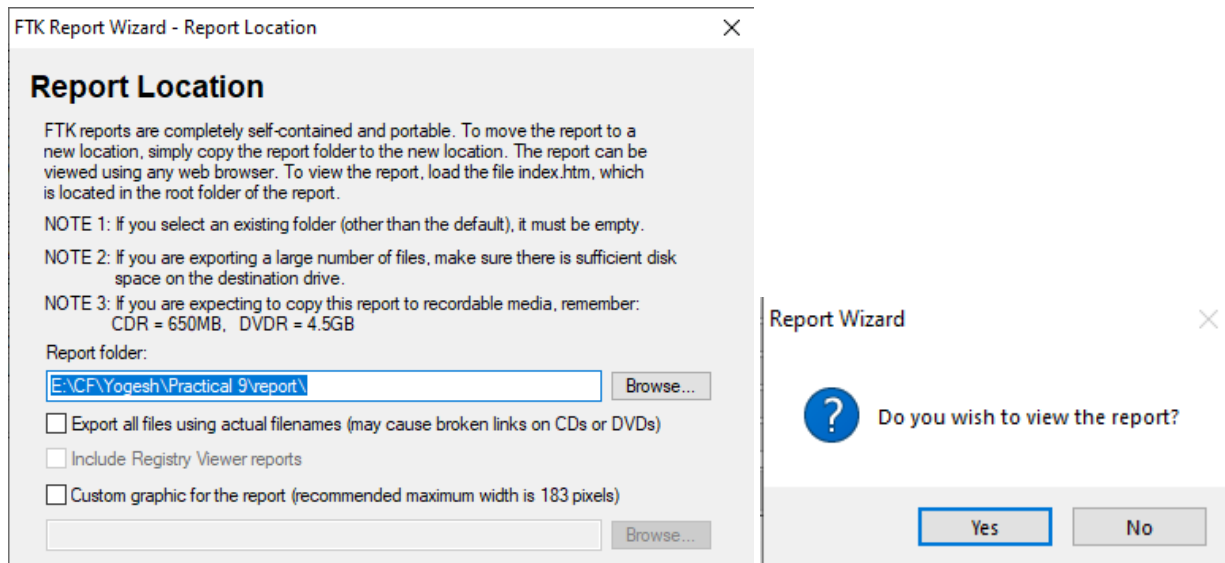 FTK Report Wizard - Report Location
Report Location
FTK reports are completely self-contained and portable. To move the report to a
new location, simply copy the report folder to the new location. The report can be
viewed using any web browser. To view the report, load the file index.htm, which
is located in the root folder of the report.
NOTE 1: If you select an existing folder (other than the default), it must be empty.
NOTE 2: If you are exporting a large number of files, make sure there is sufficient disk
space on the destination drive.
NOTE 3: If you are expecting to copy this report to recordable media, remember:
CDR = 650MB, DVDR = 4.5GB
Report folder:
E:\CF\Yogesh\Practical 9\report\
Browse...
Export all files using actual filenames (may cause broken links on CDs or DVDs)
Include Registry Viewer reports
Custom graphic for the report (recommended maximum width is 183 pixels)
Browse...
Report Wizard
Do you wish to view the report?
Yes
No